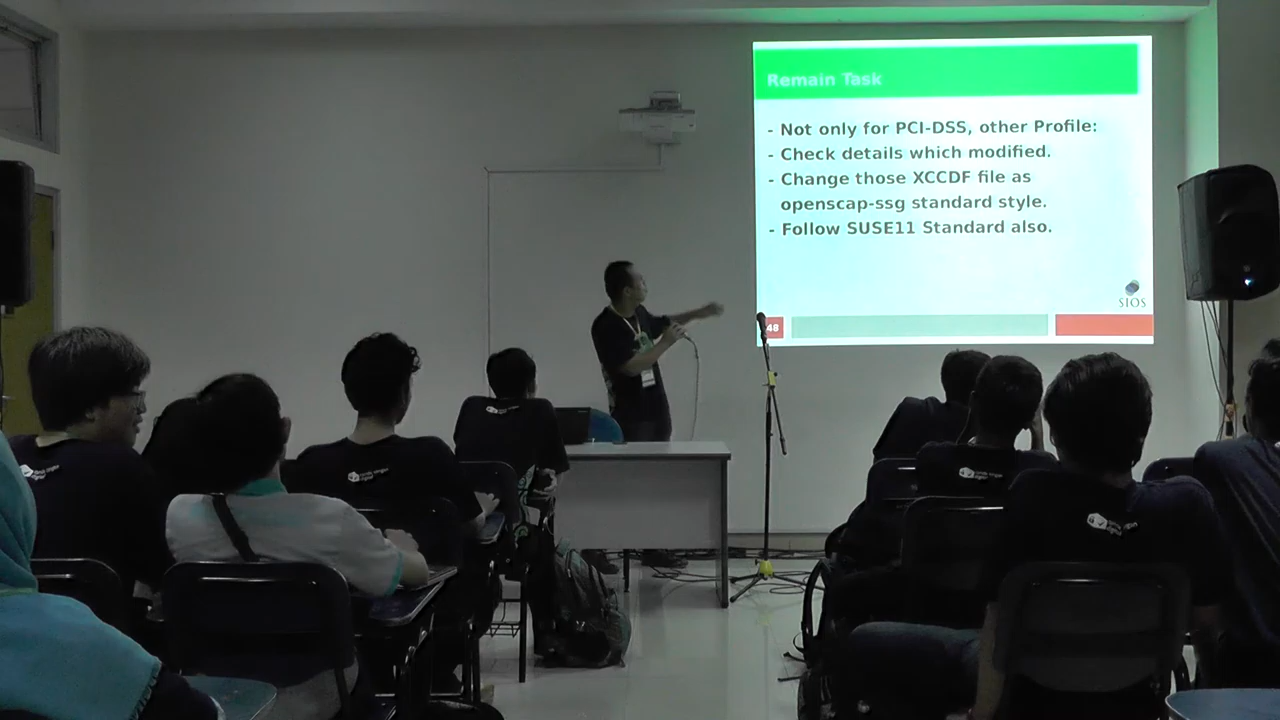 Remain Task
- Not only for PCI-DSS, other Profile:
- Check details which modified.
- Change those XCCDF file as
openscap-ssg standard style.
- Follow SUSE11 Standard also.
SIOS
48